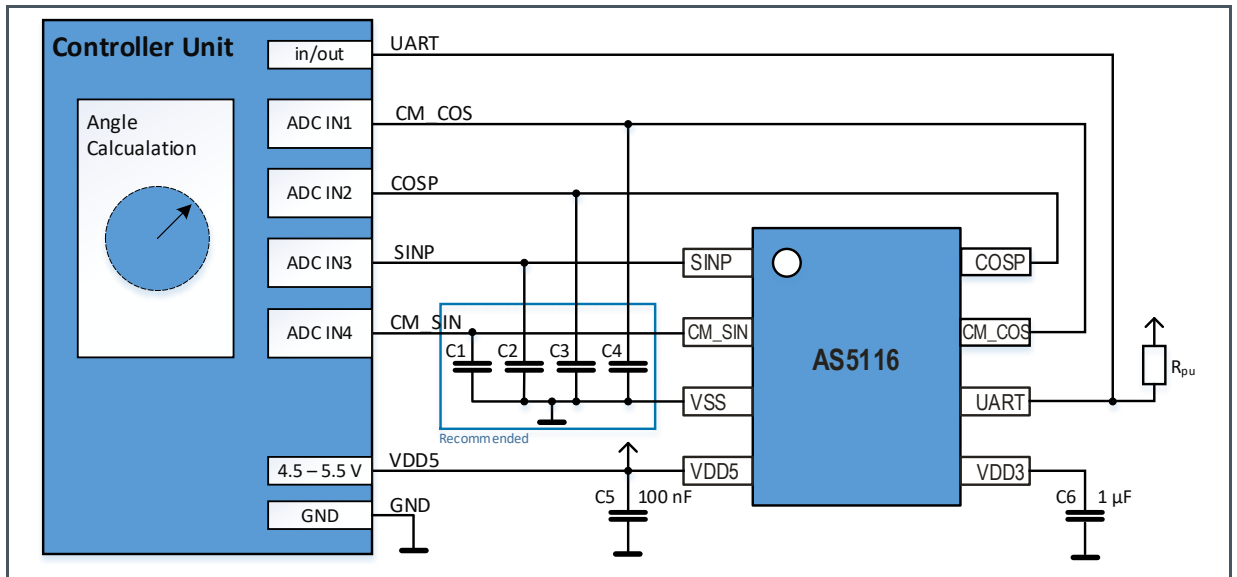 Controller Unit
in/out
UART
Angle
Calcualation
ADC IN1
CM_COS
ADC IN2
COSP
ADC IN3
SINP
ADC IN4
CM_SIN
C1
C2
C3
C4
Recommended
4.5 – 5.5 V
VDD5
GND
GND
C5
100 nF
SINP
CM_SIN
VSS
VDD5
AS5116
COSP
CM_COS
UART
VDD3
Rpu
C6
1 µF